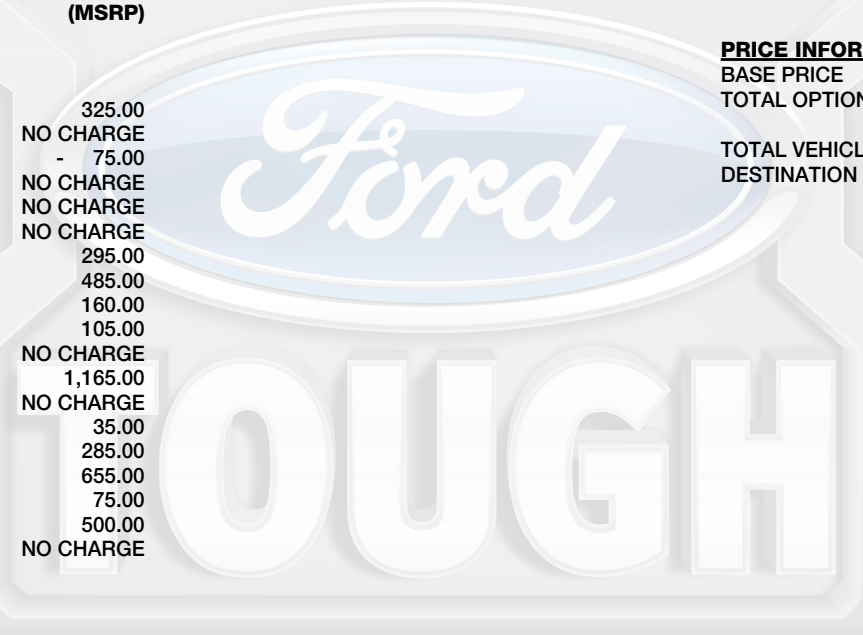 (MSRP)
325.00
NO CHARGE
- 75.00
NO CHARGE
NO CHARGE
NO CHARGE
295.00
485.00
160.00
105.00
NO CHARGE
1,165.00
NO CHARGE
35.00
285.00
655.00
75.00
500.00
NO CHARGE
PRICE INFOR
BASE PRICE
TOTAL OPTION
TOTAL VEHICL
DESTINATION
Ford
TOUGH